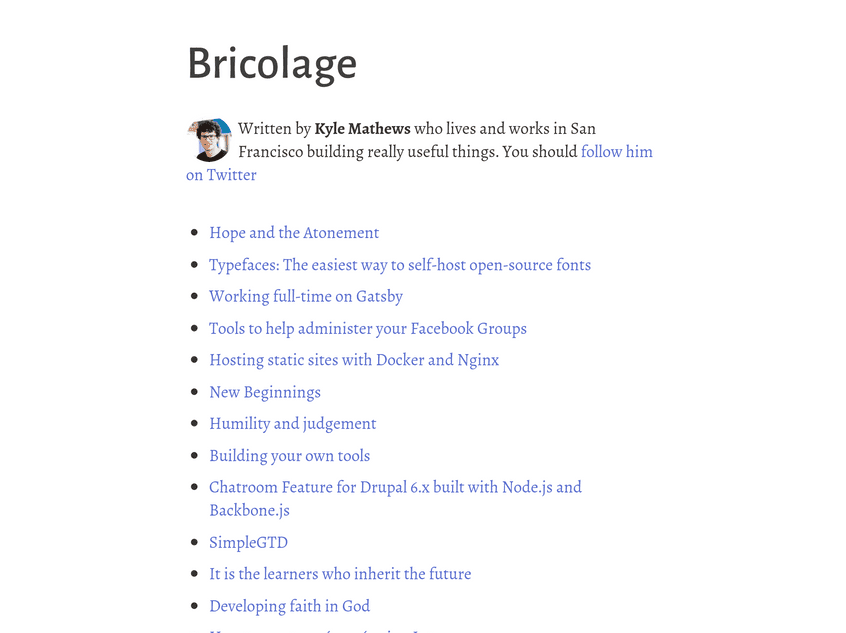 Bricolage
Written by Kyle Mathews who lives and works in San
Francisco building really useful things. You should follow him
on Twitter
Hope and the Atonement
Typefaces: The easiest way to self-host open-source fonts
Working full-time on Gatsby
Tools to help administer your Facebook Groups
Hosting static sites with Docker and Nginx
New Beginnings
Humility and judgement
Building your own tools
Chatroom Feature for Drupal 6.x built with Node.js and
Backbone.js
SimpleGTD
It is the learners who inherit the future
Developing faith in God